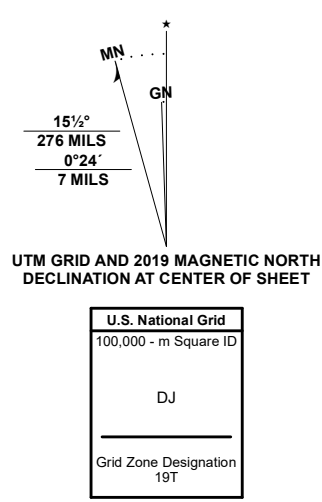 MN
GN
15½°
276 MILS
0°24´
7 MILS
UTM GRID AND 2019 MAGNETIC NORTH
DECLINATION AT CENTER OF SHEET
U.S. National Grid
100,000 - m Square ID
DJ
Grid Zone Designation
19T